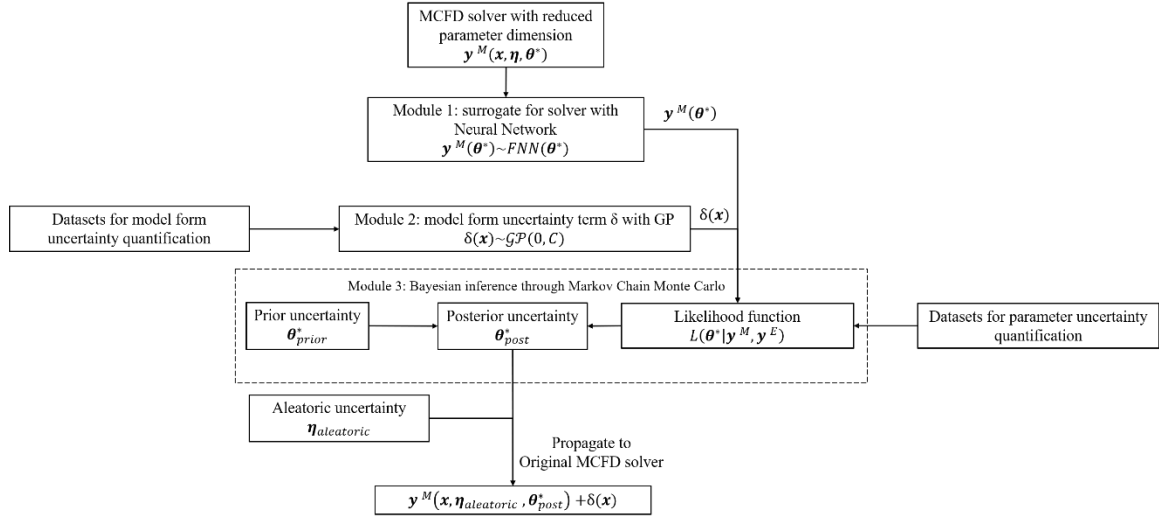 MCFD solver with reduced
parameter dimension
𝒚 ᴹ(𝒙, 𝜼, 𝜽*)
Module 1: surrogate for solver with
Neural Network
𝒚 ᴹ(𝜽*)~FNN(𝜽*)
𝒚 ᴹ(𝜽*)
Datasets for model form
uncertainty quantification
Module 2: model form uncertainty term δ with GP
δ(𝒙)~𝒢𝒫(0, C)
δ(𝒙)
Module 3: Bayesian inference through Markov Chain Monte Carlo
Prior uncertainty
𝜽*_prior
Posterior uncertainty
𝜽*_post
Likelihood function
L(𝜽*|𝒚 ᴹ, 𝒚 ᴱ)
Datasets for parameter uncertainty
quantification
Aleatoric uncertainty
𝜼_aleatoric
Propagate to
Original MCFD solver
𝒚 ᴹ(𝒙, 𝜼_aleatoric , 𝜽*_post) +δ(𝒙)